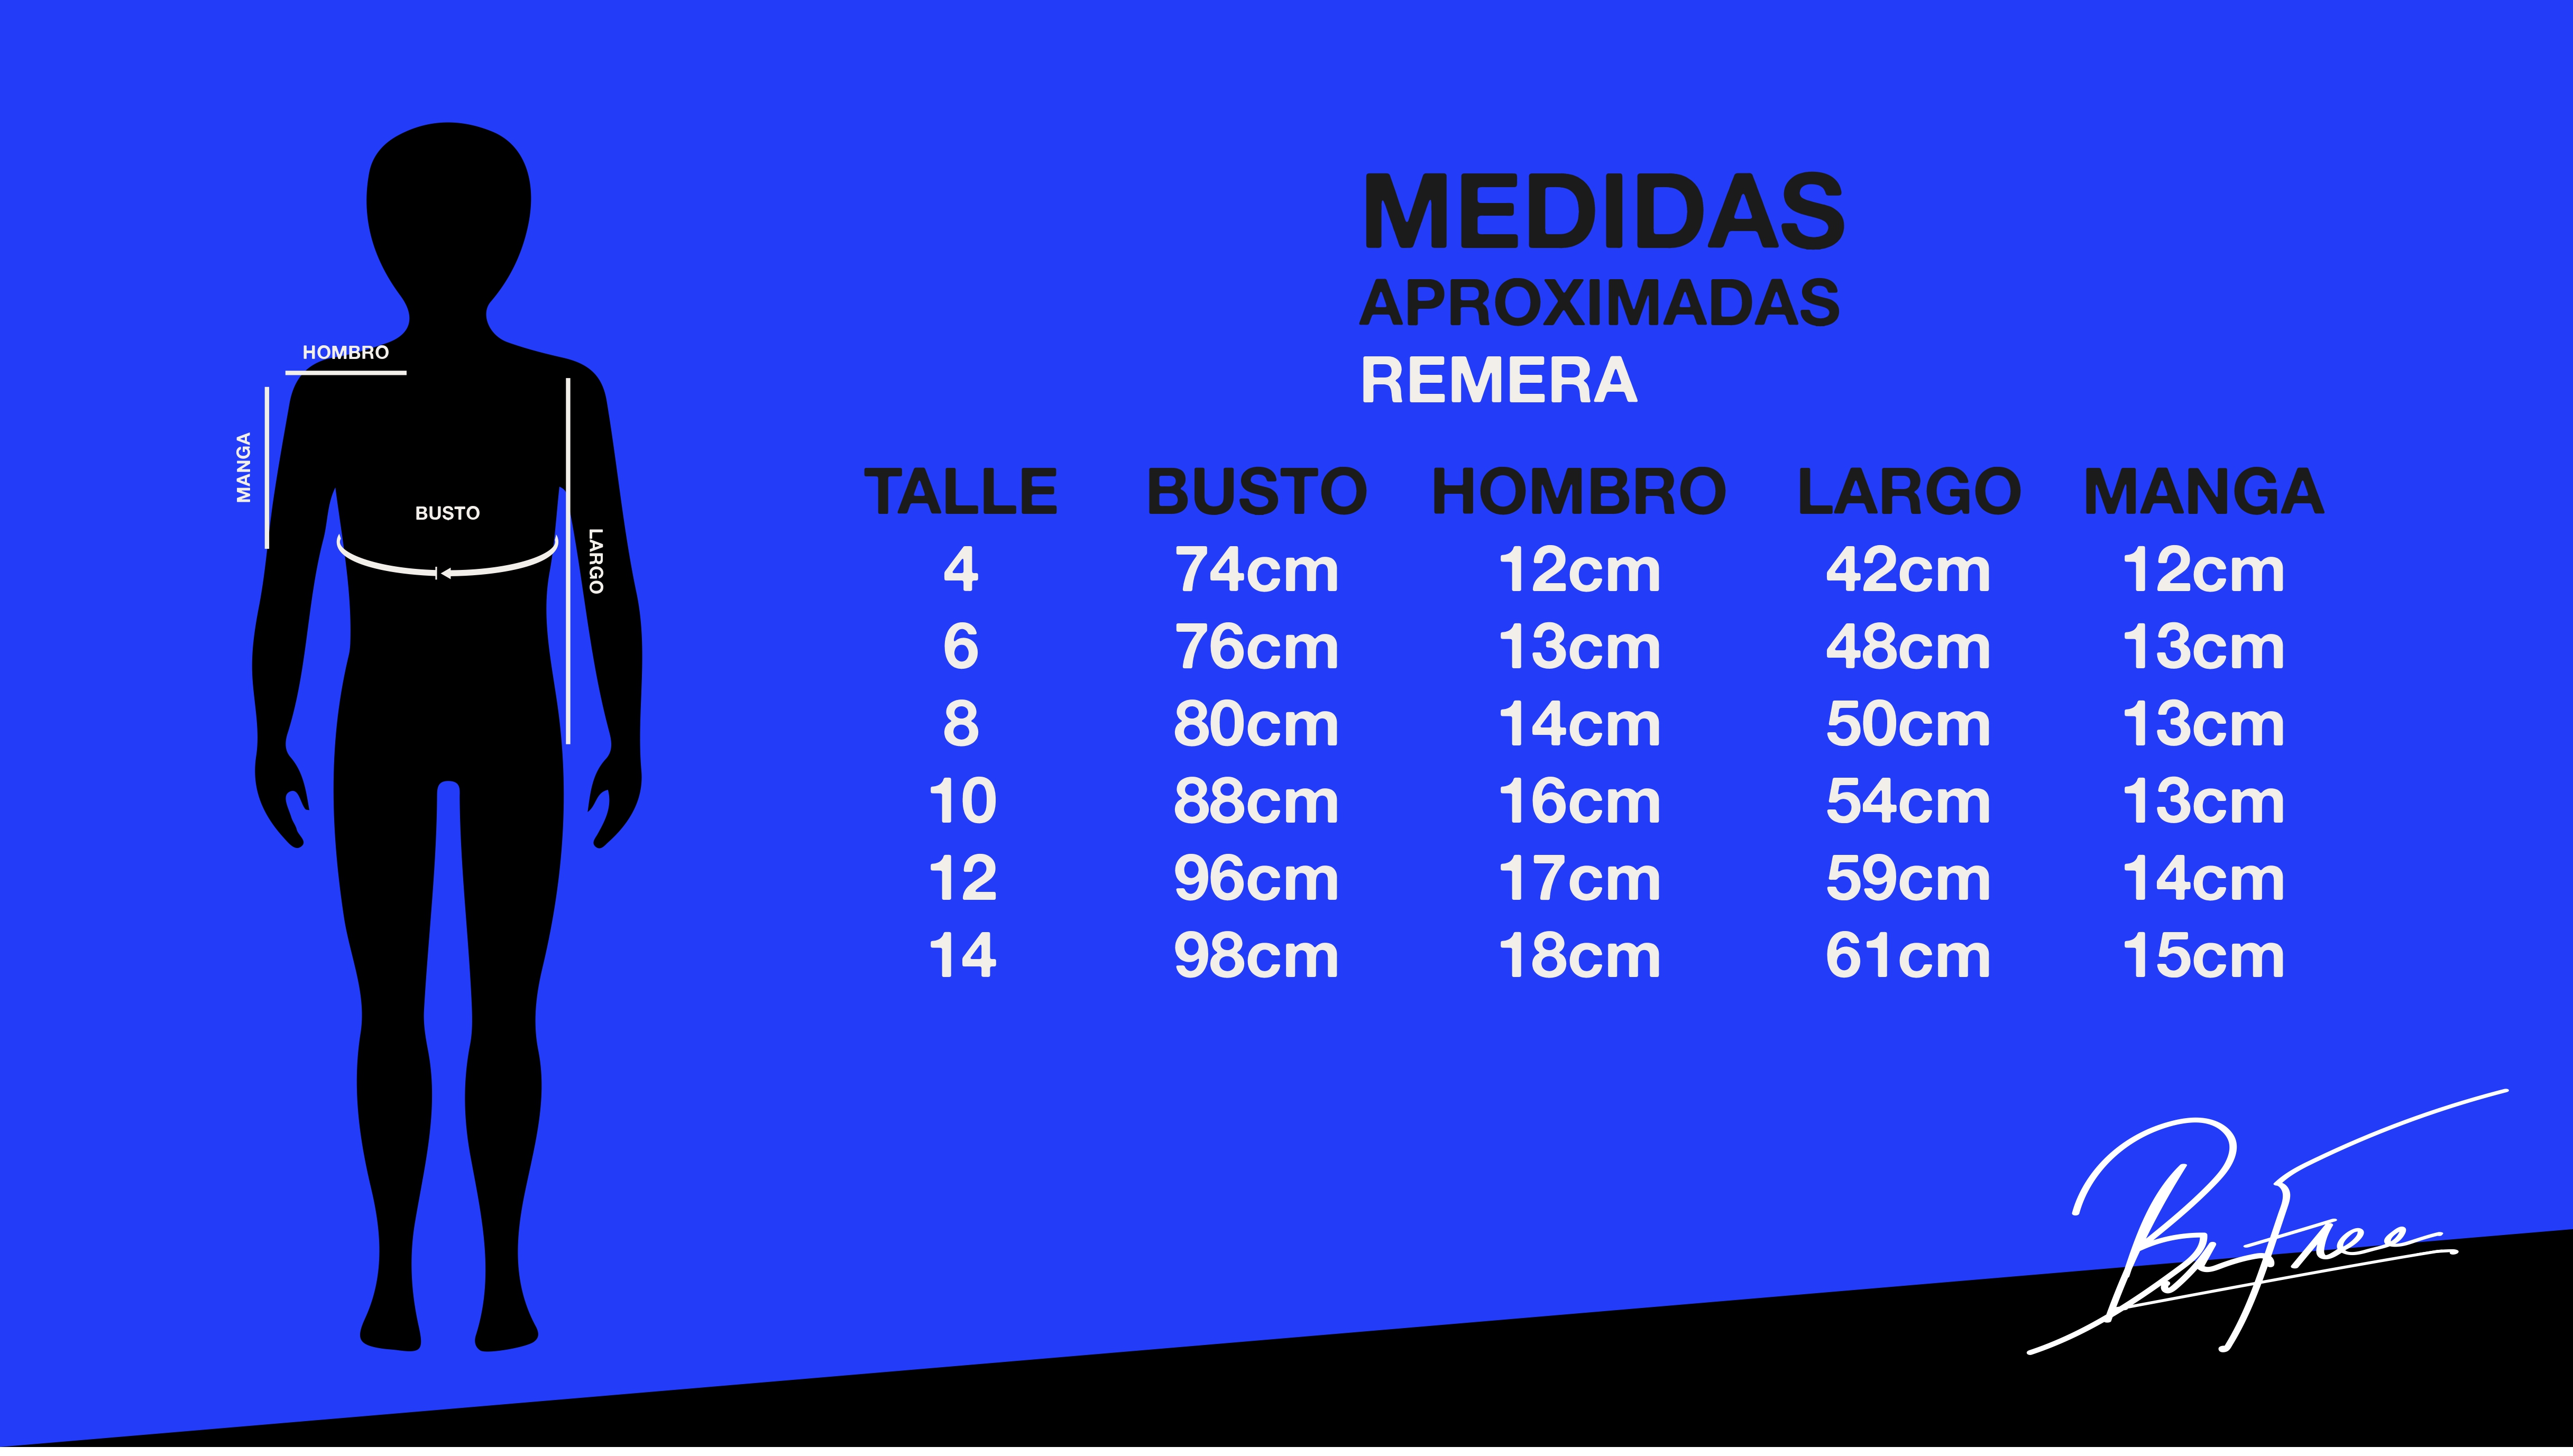 MEDIDAS
APROXIMADAS
REMERA
HOMBRO
MANGA
BUSTO
LARGO
TALLE BUSTO HOMBRO LARGO MANGA
4 74cm 12cm 42cm 12cm
6 76cm 13cm 48cm 13cm
8 80cm 14cm 50cm 13cm
10 88cm 16cm 54cm 13cm
12 96cm 17cm 59cm 14cm
14 98cm 18cm 61cm 15cm
Be Free